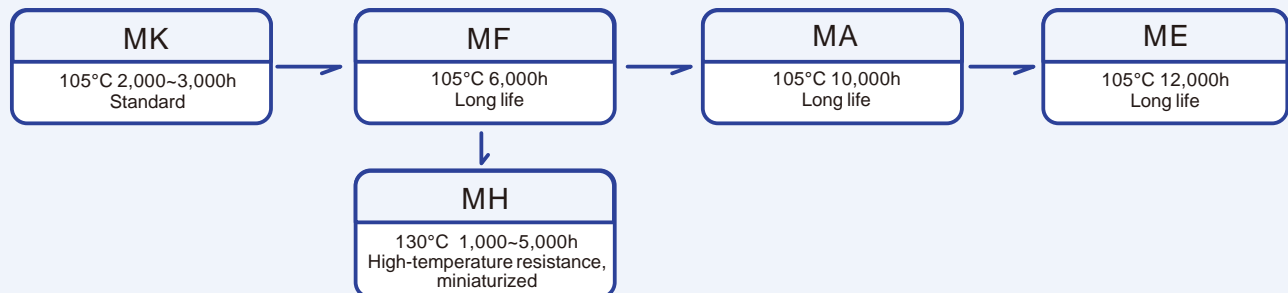 MK
105°C 2,000~3,000h
Standard
MF
105°C 6,000h
Long life
MA
105°C 10,000h
Long life
ME
105°C 12,000h
Long life
MH
130°C 1,000~5,000h
High-temperature resistance,
miniaturized